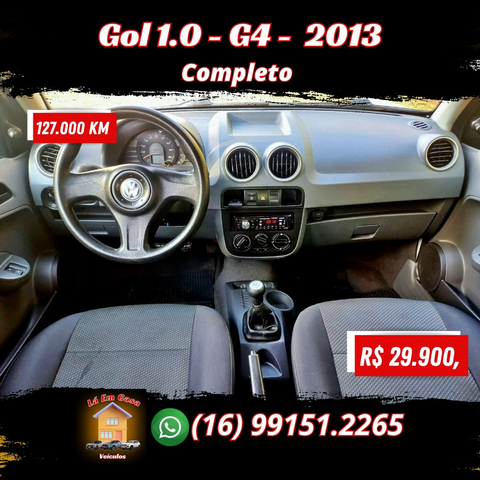 Gol 1.0 - G4 - 2013
Completo
127.000 KM
R$ 29.900,
Lá Em Casa
Veículos
(16) 99151.2265